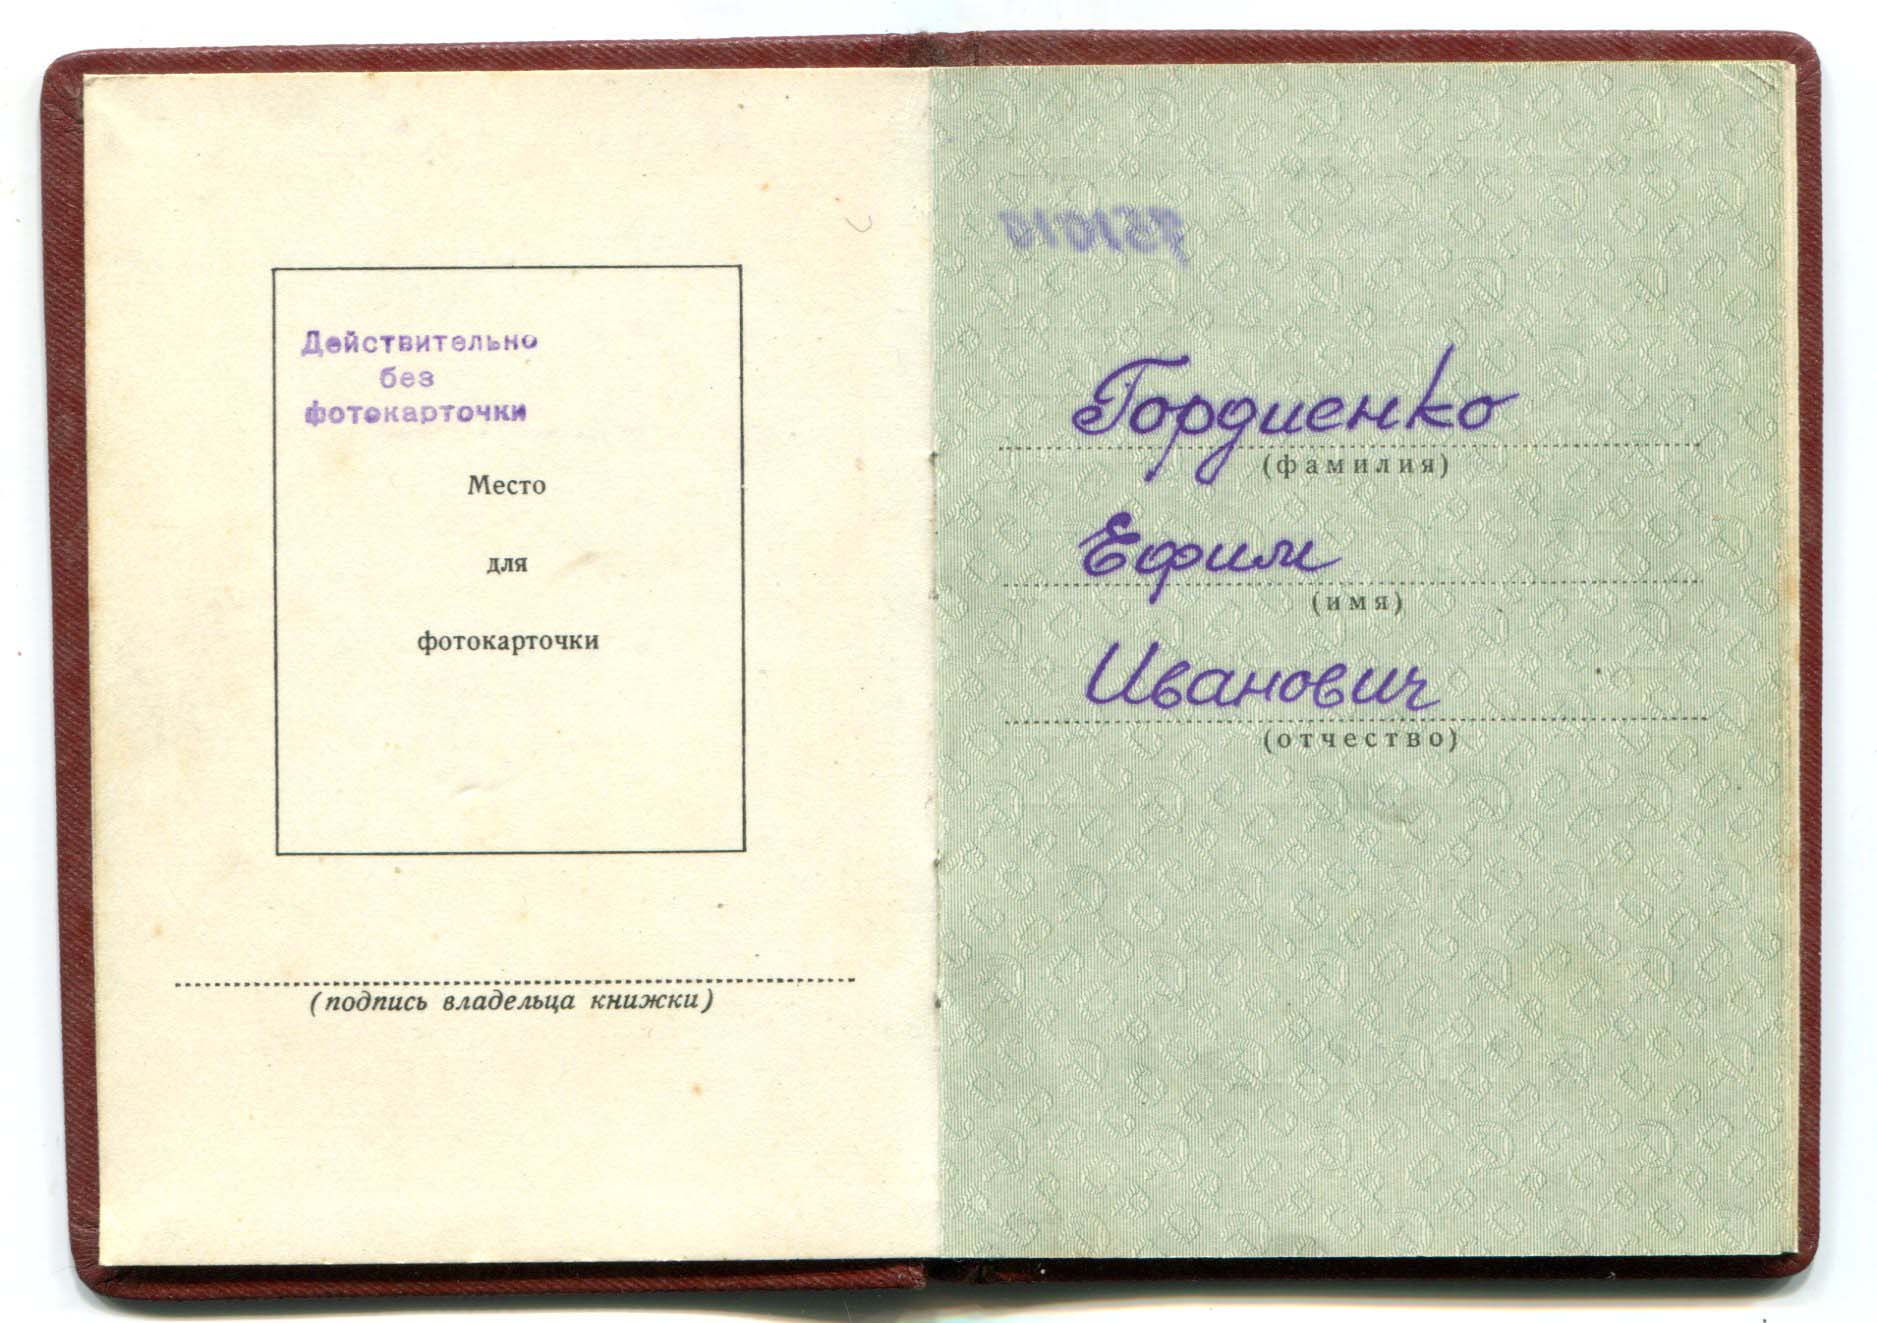 Действительно
без
фотокарточки
Место
для
фотокарточки
(подпись владельца книжки)
Гордиенко
(фамилия)
Ефим
(имя)
Иванович
(отчество)